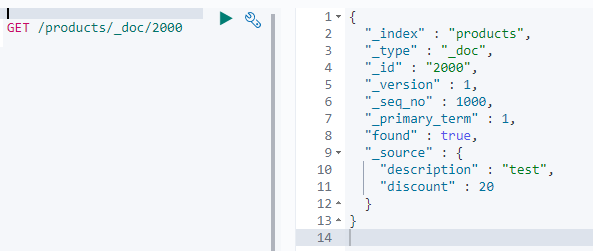 GET /products/_doc/2000
1 {
2 "_index" : "products",
3 "_type" : "_doc",
4 "_id" : "2000",
5 "_version" : 1,
6 "_seq_no" : 1000,
7 "_primary_term" : 1,
8 "found" : true,
9 "_source" : {
10 "description" : "test",
11 "discount" : 20
12 }
13 }
14